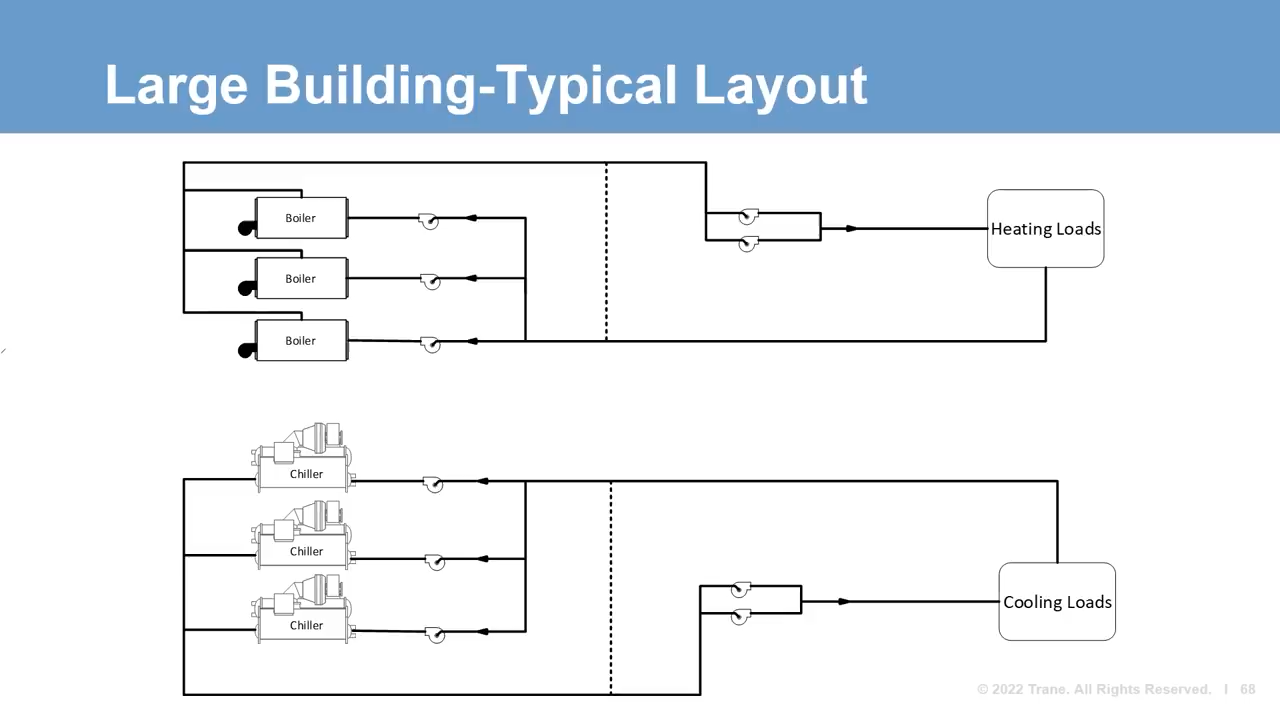 Large Building-Typical Layout
Boiler
Heating Loads
Boiler
Boiler
Chiller
Chiller
Cooling Loads
Chiller
© 2022 Trane. All Rights Reserved. I 68